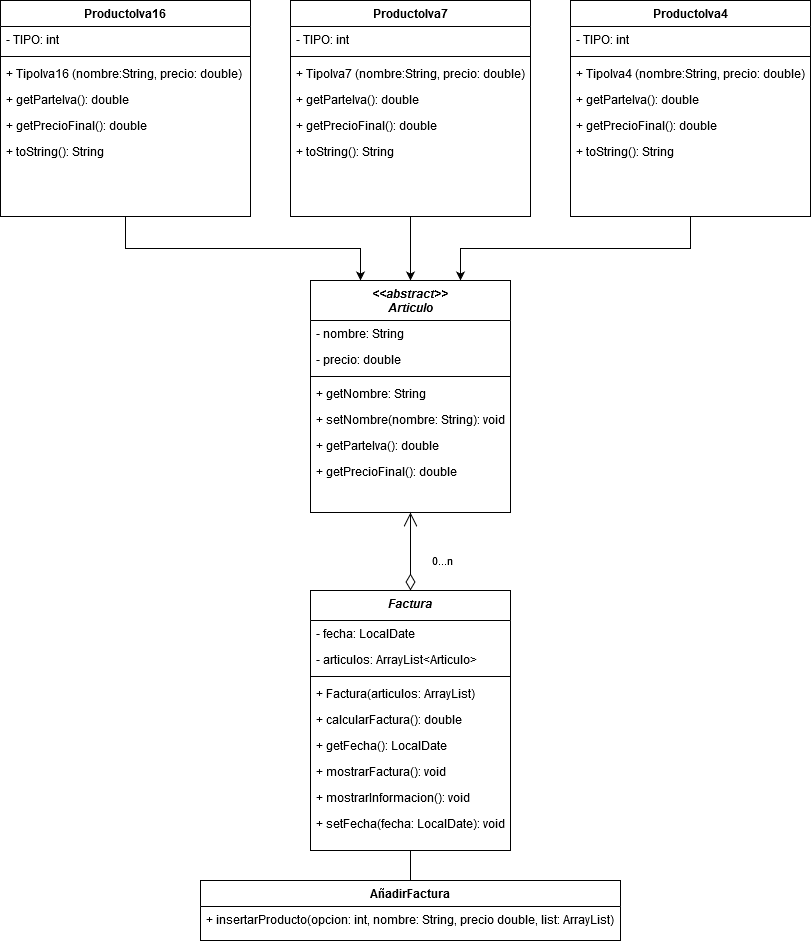 ProductoIva16
- TIPO: int
+ TipoIva16 (nombre:String, precio: double)
+ getParteIva(): double
+ getPrecioFinal(): double
+ toString(): String
ProductoIva7
- TIPO: int
+ TipoIva7 (nombre:String, precio: double)
+ getParteIva(): double
+ getPrecioFinal(): double
+ toString(): String
ProductoIva4
- TIPO: int
+ TipoIva4 (nombre:String, precio: double)
+ getParteIva(): double
+ getPrecioFinal(): double
+ toString(): String
<<abstract>>
Articulo
- nombre: String
- precio: double
+ getNombre: String
+ setNombre(nombre: String): void
+ getParteIva(): double
+ getPrecioFinal(): double
0...n
Factura
- fecha: LocalDate
- articulos: ArrayList<Articulo>
+ Factura(articulos: ArrayList)
+ calcularFactura(): double
+ getFecha(): LocalDate
+ mostrarFactura(): void
+ mostrarInformacion(): void
+ setFecha(fecha: LocalDate): void
AñadirFactura
+ insertarProducto(opcion: int, nombre: String, precio double, list: ArrayList)